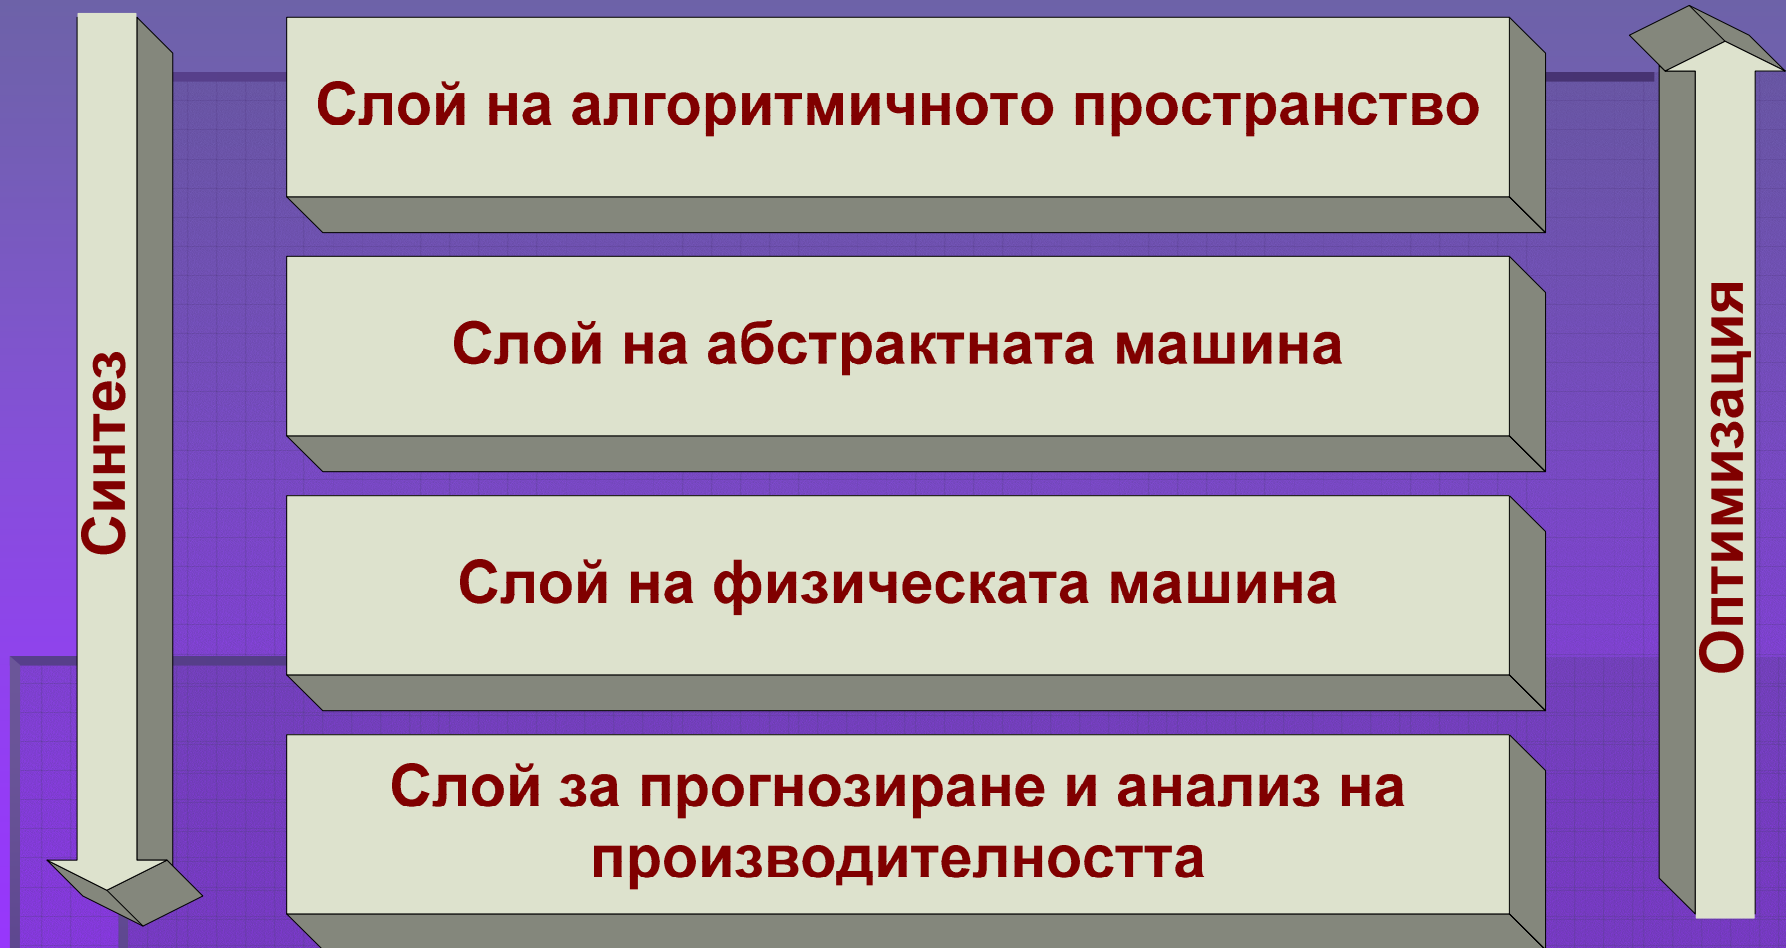 Слой на алгоритмичното пространство
Слой на абстрактната машина
Слой на физическата машина
Слой за прогнозиране и анализ на
производителността
Синтез
Оптимизация